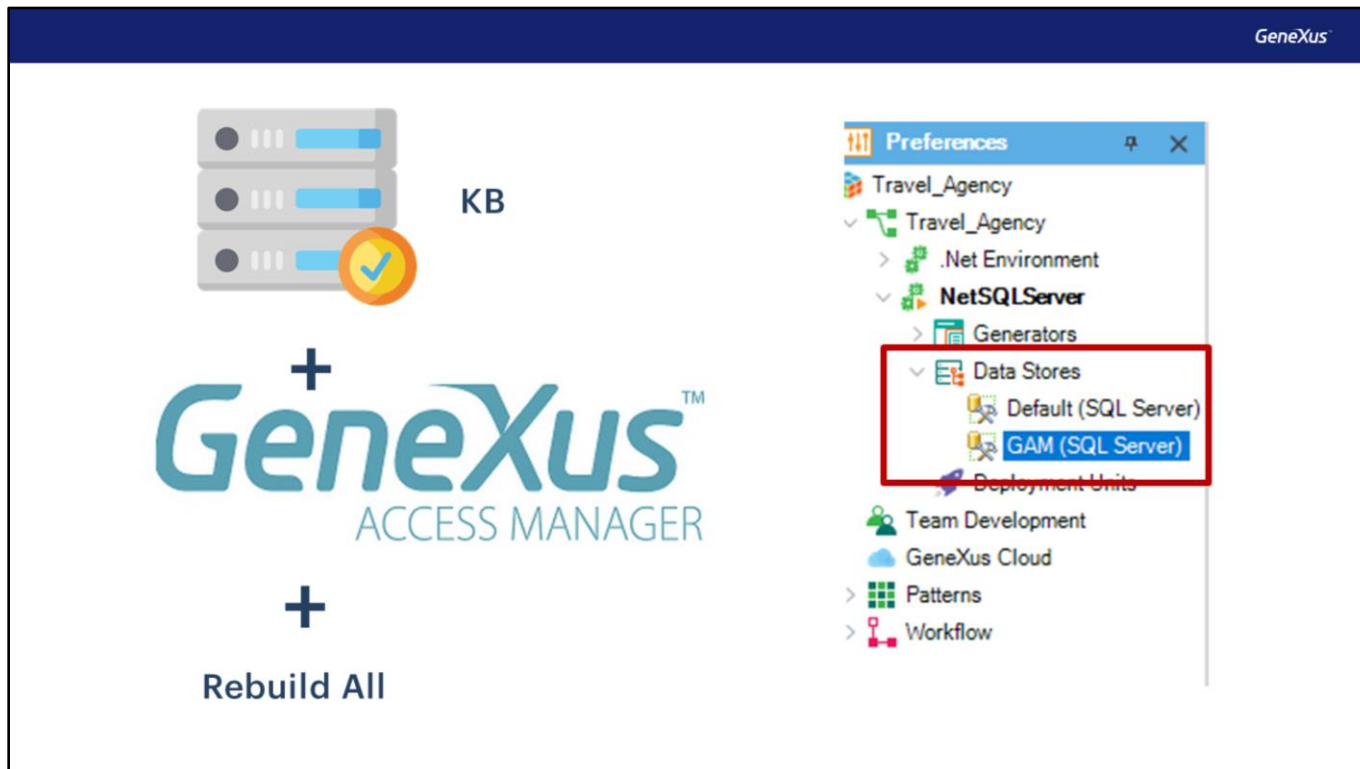 GeneXus™
KB
+
GeneXus™
ACCESS MANAGER
+
Rebuild All
Preferences
Travel_Agency
Travel_Agency
.Net Environment
NetSQLServer
Generators
Data Stores
Default (SQL Server)
GAM (SQL Server)
Deployment Units
Team Development
GeneXus Cloud
Patterns
Workflow